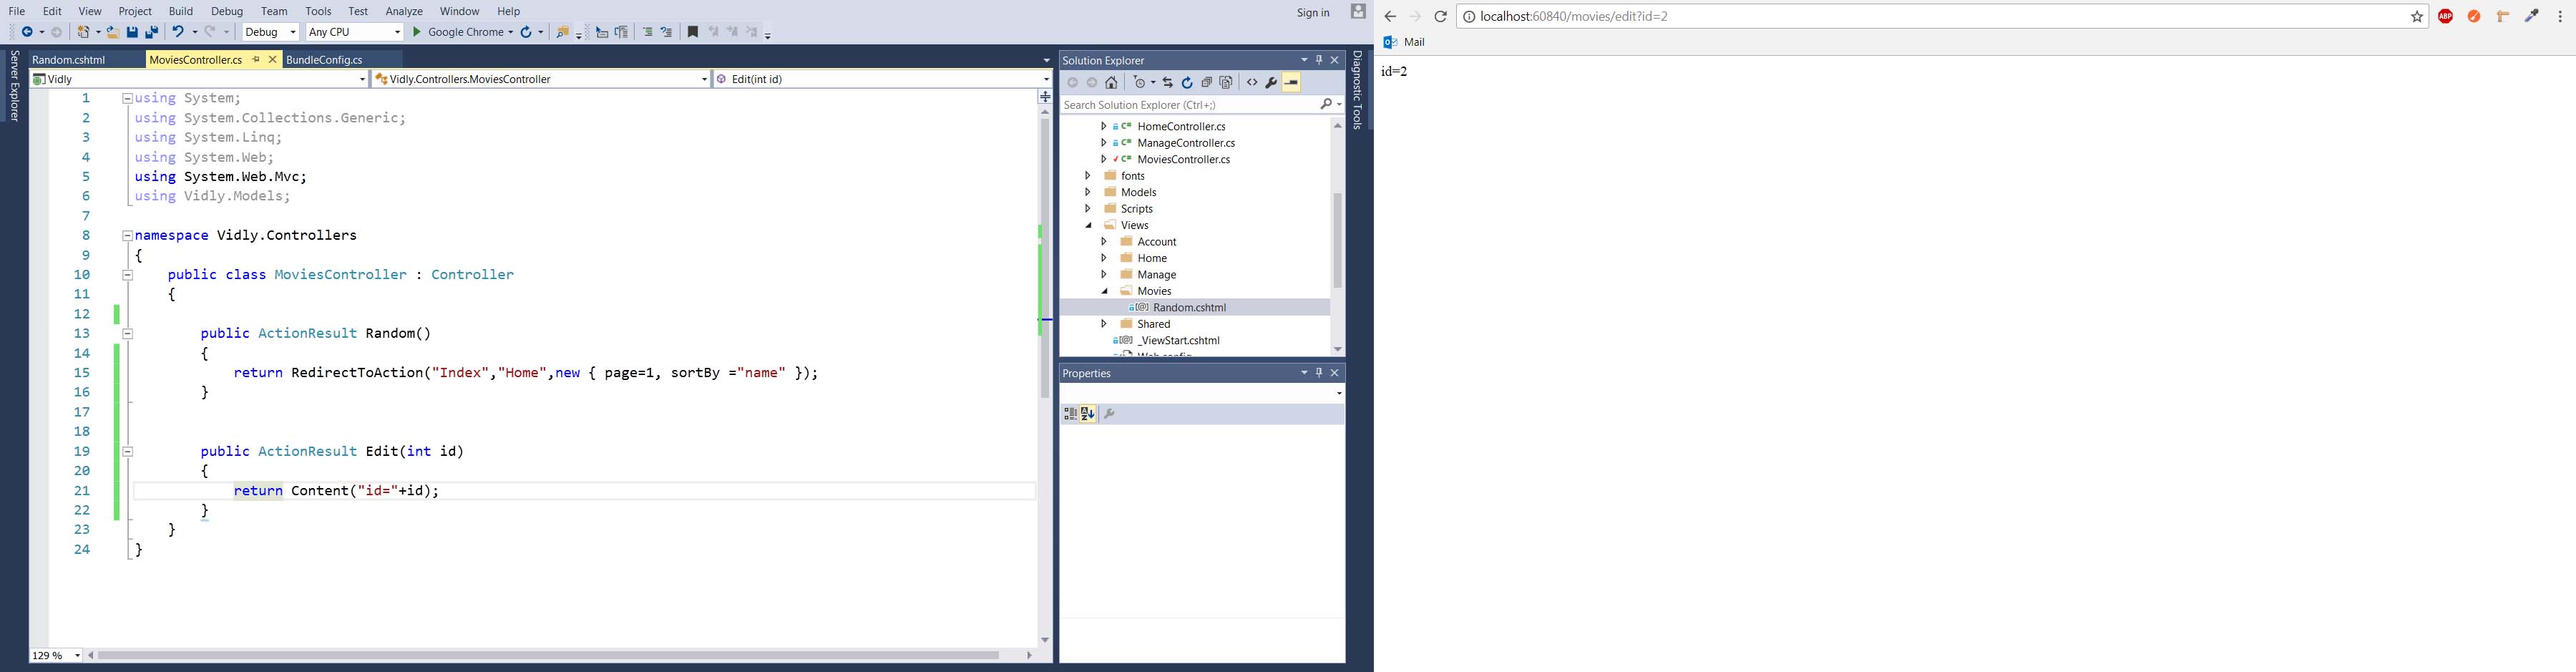 File Edit View Project Build Debug Team Tools Test Analyze Window Help Sign in
Debug Any CPU Google Chrome
Server Explorer
Random.cshtml MoviesController.cs BundleConfig.cs
Vidly Vidly.Controllers.MoviesController Edit(int id)
1 using System;
2 using System.Collections.Generic;
3 using System.Linq;
4 using System.Web;
5 using System.Web.Mvc;
6 using Vidly.Models;
7
8 namespace Vidly.Controllers
9 {
10 public class MoviesController : Controller
11 {
12
13 public ActionResult Random()
14 {
15 return RedirectToAction("Index","Home",new { page=1, sortBy ="name" });
16 }
17
18
19 public ActionResult Edit(int id)
20 {
21 return Content("id="+id);
22 }
23 }
24 }
129 %
Solution Explorer
Search Solution Explorer (Ctrl+;)
C# HomeController.cs
C# ManageController.cs
C# MoviesController.cs
fonts
Models
Scripts
Views
Account
Home
Manage
Movies
[@] Random.cshtml
Shared
[@] _ViewStart.cshtml
Web.config
Properties
Diagnostic Tools
localhost:60840/movies/edit?id=2
ABP
Mail
id=2